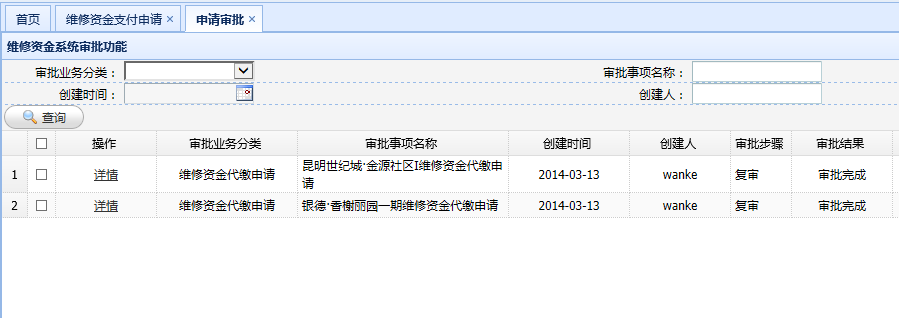 首页 维修资金支付申请 × 申请审批 ×
维修资金系统审批功能
审批业务分类： 审批事项名称：
创建时间： 创建人：
查询
操作 审批业务分类 审批事项名称 创建时间 创建人 审批步骤 审批结果
1 详情 维修资金代缴申请 昆明世纪城·金源社区I维修资金代缴申请 2014-03-13 wanke 复审 审批完成
2 详情 维修资金代缴申请 银德·香榭丽园一期维修资金代缴申请 2014-03-13 wanke 复审 审批完成